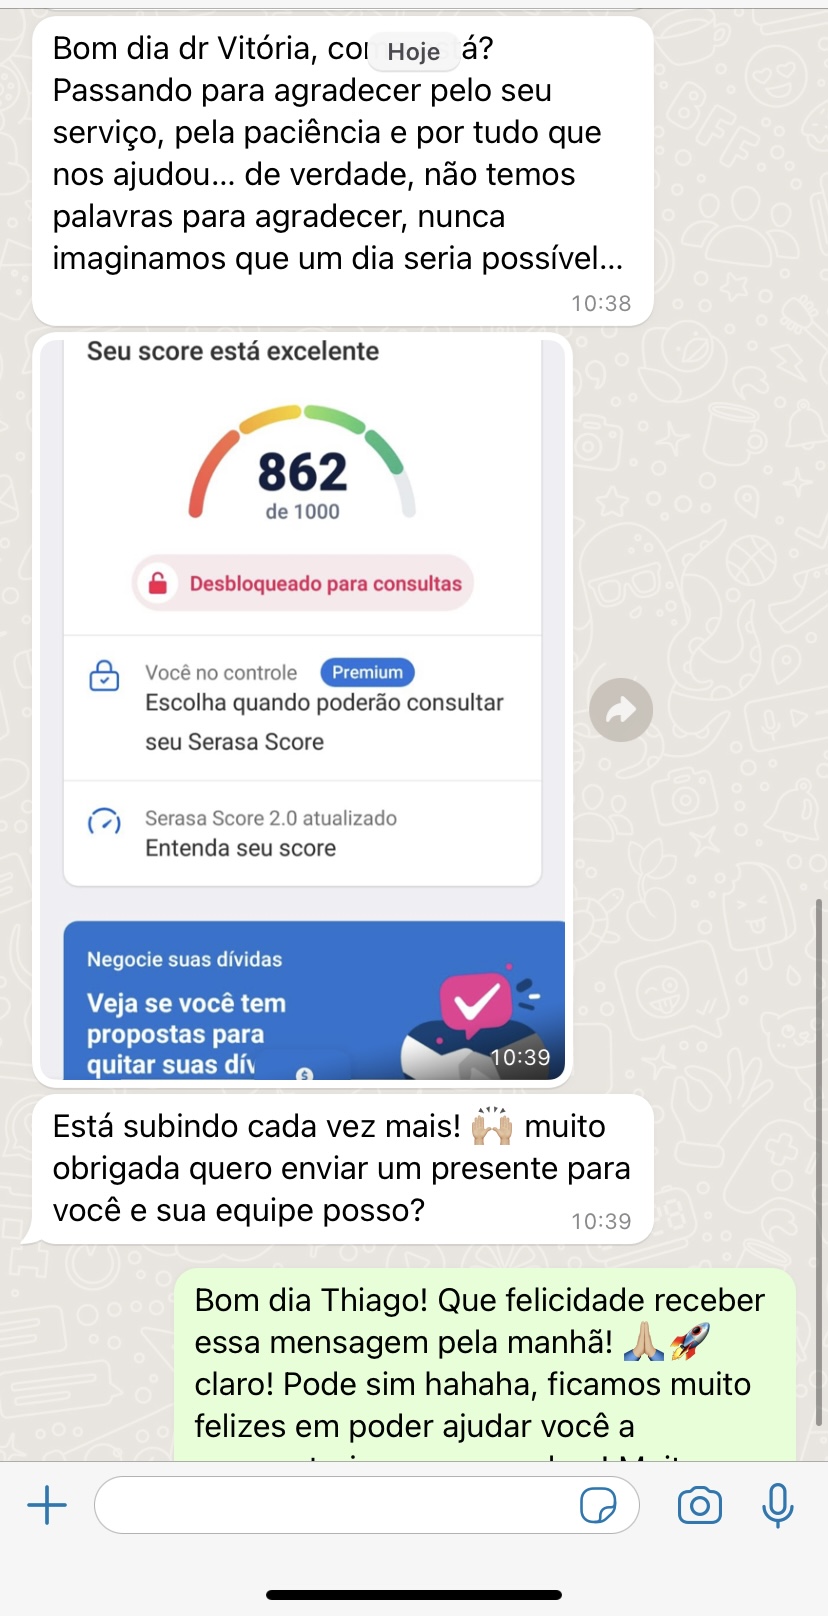 Bom dia dr Vitória, á?
Hoje
Passando para agradecer pelo seu
serviço, pela paciência e por tudo que
nos ajudou... de verdade, não temos
palavras para agradecer, nunca
imaginamos que um dia seria possível...
10:38
Seu score está excelente
862
de 1000
Desbloqueado para consultas
Você no controle Premium
Escolha quando poderão consultar
seu Serasa Score
Serasa Score 2.0 atualizado
Entenda seu score
Negocie suas dívidas
Veja se você tem
propostas para
quitar suas
10:39
Está subindo cada vez mais! 🙌🏼 muito
obrigada quero enviar um presente para
você e sua equipe posso?
10:39
Bom dia Thiago! Que felicidade receber
essa mensagem pela manhã! 🙏🏼🚀
claro! Pode sim hahaha, ficamos muito
felizes em poder ajudar você a